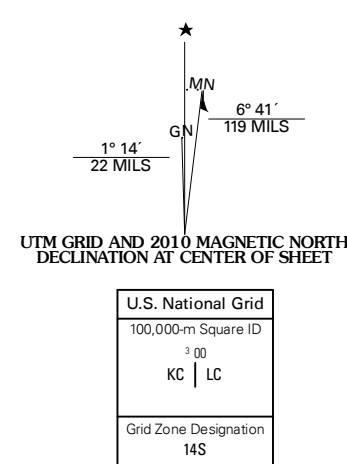 MN
6° 41´
119 MILS
GN
1° 14´
22 MILS
UTM GRID AND 2010 MAGNETIC NORTH
DECLINATION AT CENTER OF SHEET
U.S. National Grid
100,000-m Square ID
3 00
KC | LC
Grid Zone Designation
14S